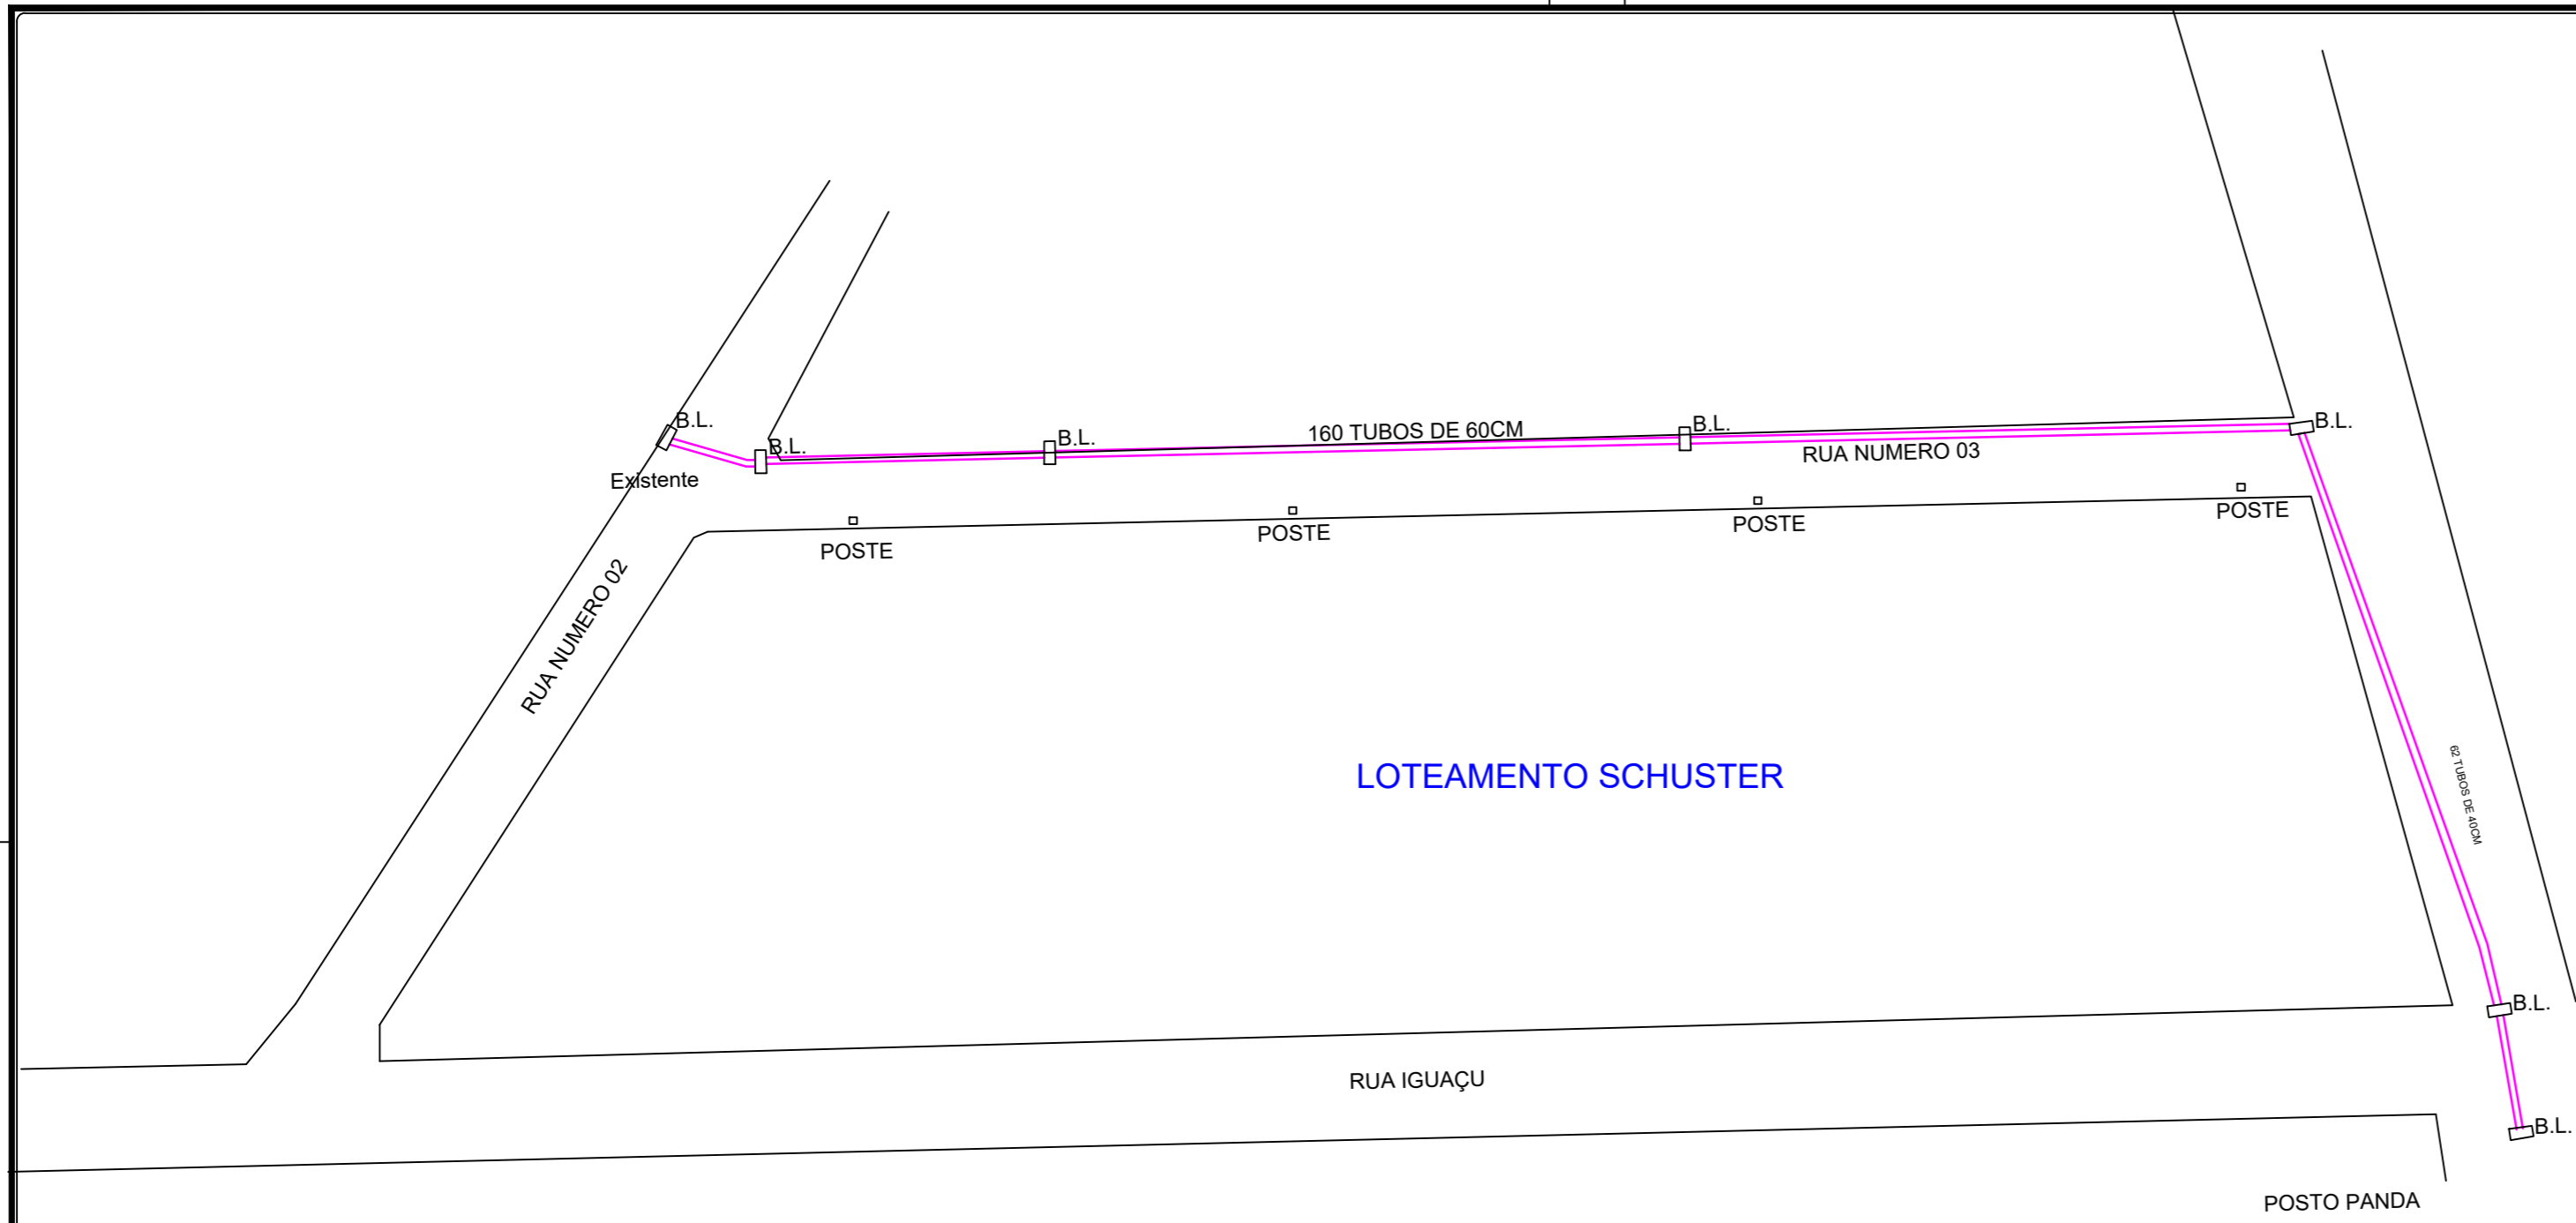 B.L.
B.L.
B.L.
160 TUBOS DE 60CM
B.L.
B.L.
Existente
RUA NUMERO 03
POSTE
POSTE
POSTE
POSTE
RUA NUMERO 02
LOTEAMENTO SCHUSTER
62 TUBOS DE 40CM
B.L.
RUA IGUAÇU
B.L.
POSTO PANDA